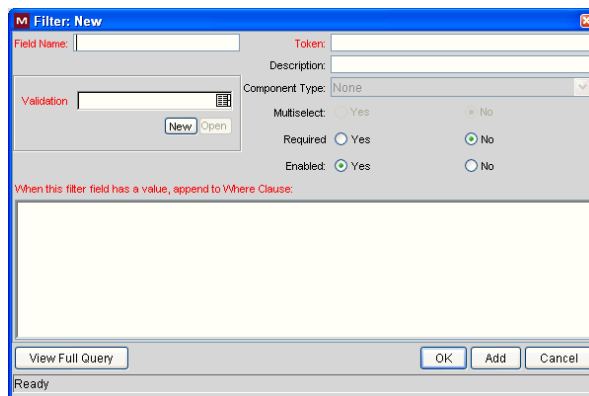 M Filter: New
Field Name: Token:
Description:
Validation Component Type: None
Multiselect: Yes No
New Open
Required Yes No
Enabled: Yes No
When this filter field has a value, append to Where Clause:
View Full Query OK Add Cancel
Ready